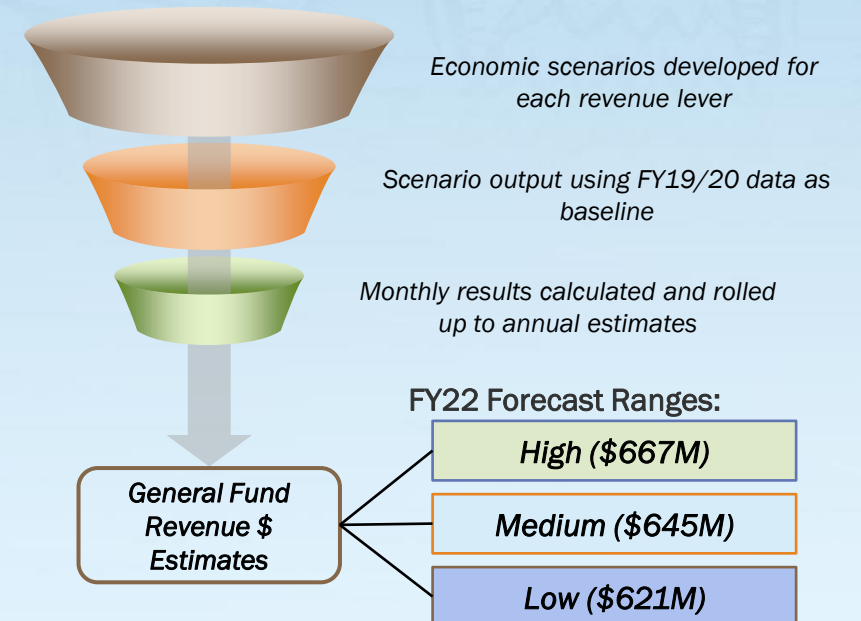 Economic scenarios developed for
each revenue lever
Scenario output using FY19/20 data as
baseline
Monthly results calculated and rolled
up to annual estimates
FY22 Forecast Ranges:
High ($667M)
General Fund
Revenue $
Estimates
Medium ($645M)
Low ($621M)